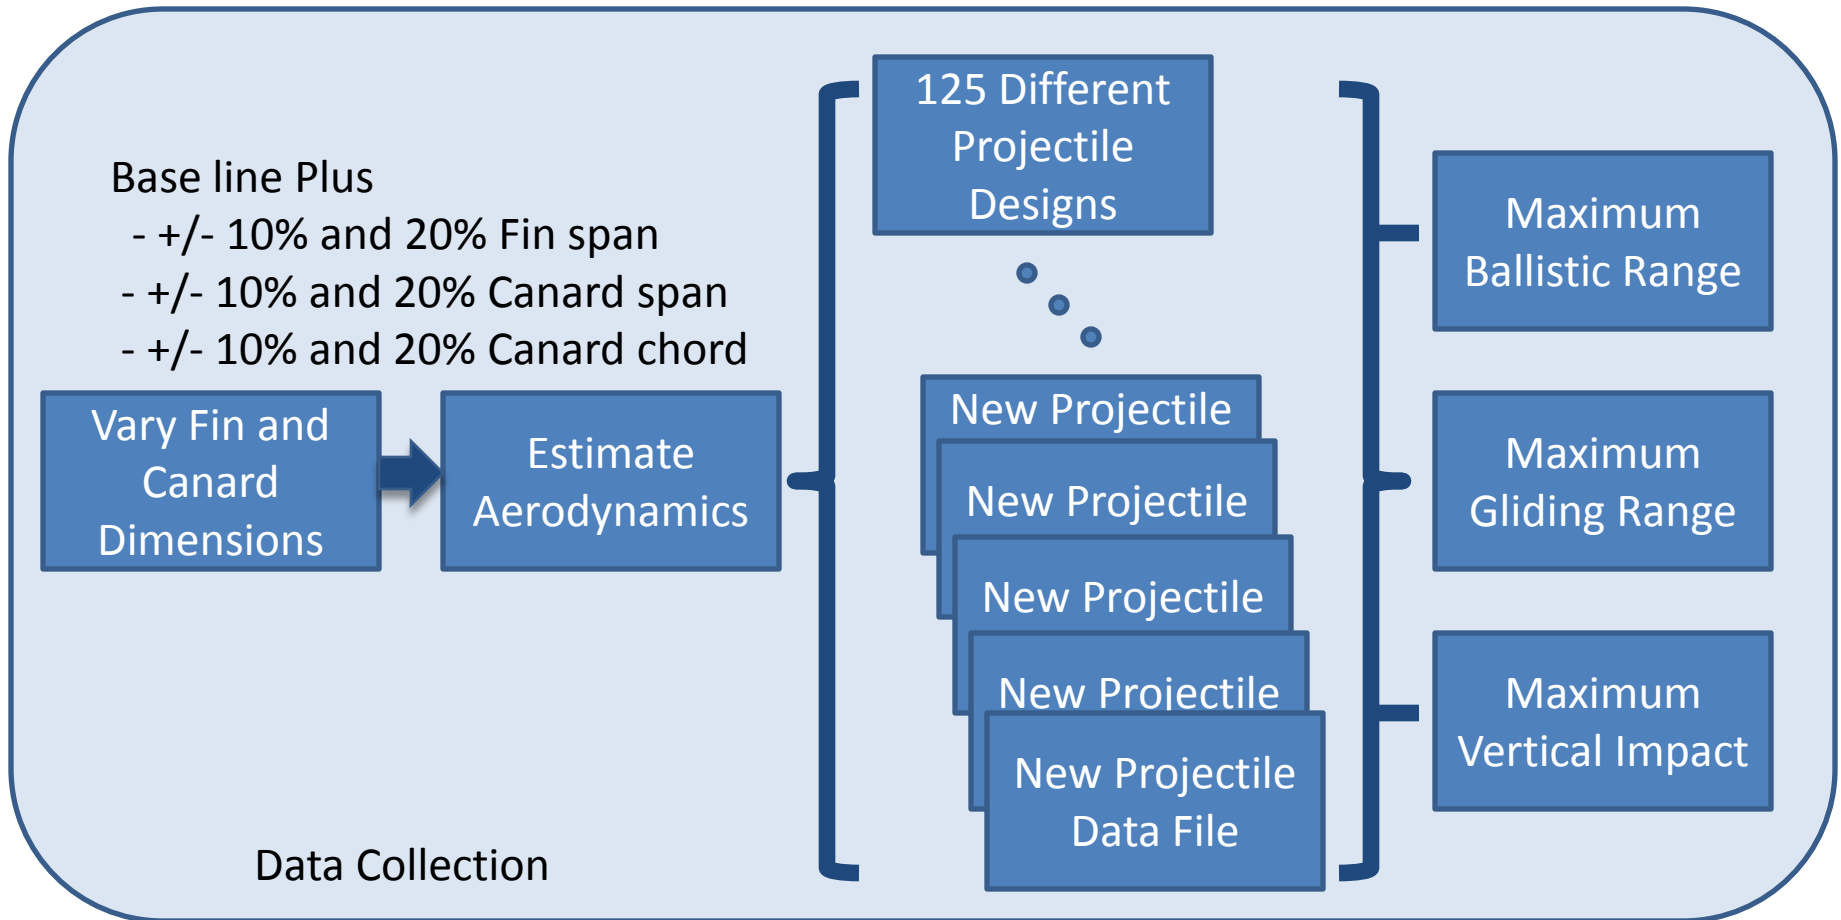 Base line Plus
- +/- 10% and 20% Fin span
- +/- 10% and 20% Canard span
- +/- 10% and 20% Canard chord
Vary Fin and
Canard
Dimensions
Estimate
Aerodynamics
125 Different
Projectile
Designs
New Projectile
New Projectile
New Projectile
New Projectile
New Projectile
Data File
Maximum
Ballistic Range
Maximum
Gliding Range
Maximum
Vertical Impact
Data Collection